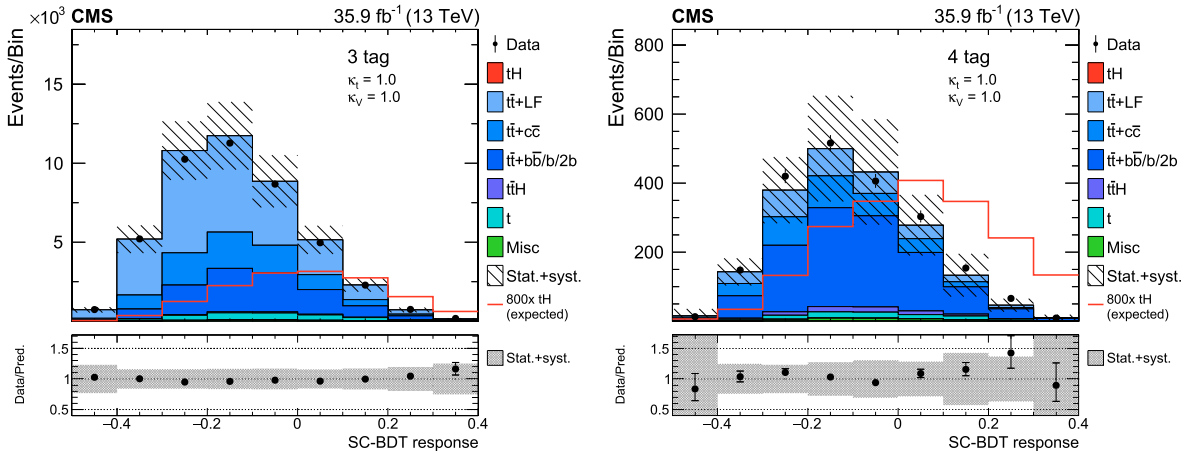 CMS 35.9 fb⁻¹ (13 TeV)
×10³
Events/Bin
15
10
5
3 tag
κt = 1.0
κV = 1.0
Data
tH
tt̄+LF
tt̄+cc̄
tt̄+bb̄/b/2b
tt̄H
t
Misc
Stat.+syst.
800x tH
(expected)
Data/Pred.
1.5
1
0.5
Stat.+syst.
−0.4 −0.2 0 0.2 0.4
SC-BDT response
CMS 35.9 fb⁻¹ (13 TeV)
Events/Bin
800
600
400
200
4 tag
κt = 1.0
κV = 1.0
Data
tH
tt̄+LF
tt̄+cc̄
tt̄+bb̄/b/2b
tt̄H
t
Misc
Stat.+syst.
800x tH
(expected)
Data/Pred.
1.5
1
0.5
Stat.+syst.
−0.4 −0.2 0 0.2 0.4
SC-BDT response